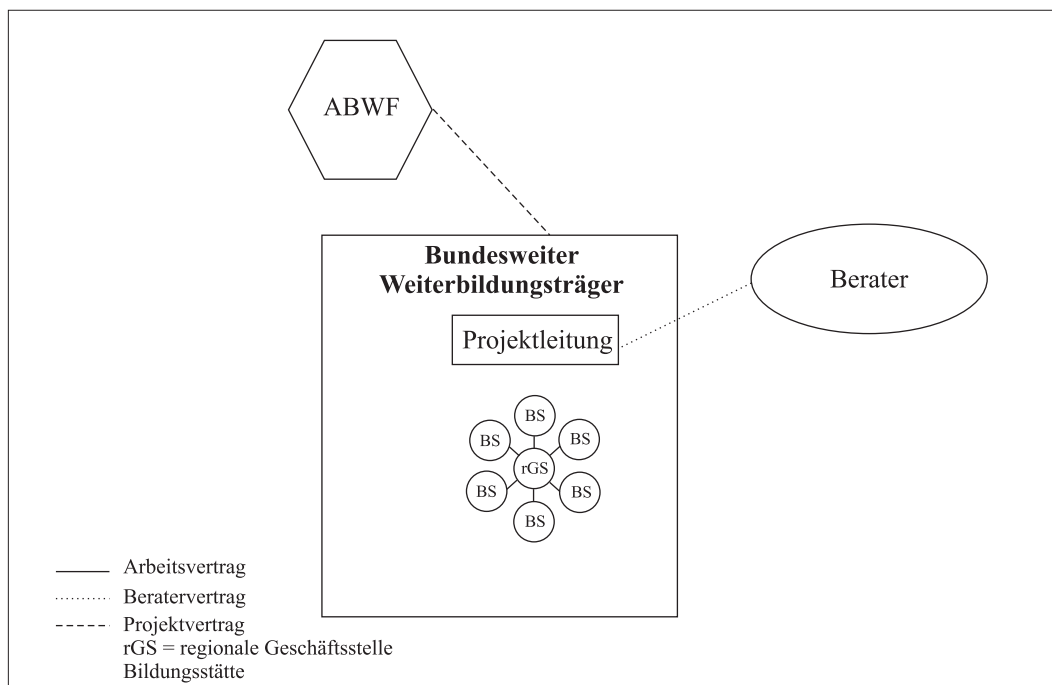 ABWF
Bundesweiter
Weiterbildungsträger
Berater
Projektleitung
BS
BS
BS
rGS
BS
BS
BS
Arbeitsvertrag
Beratervertrag
Projektvertrag
rGS = regionale Geschäftsstelle
Bildungsstätte